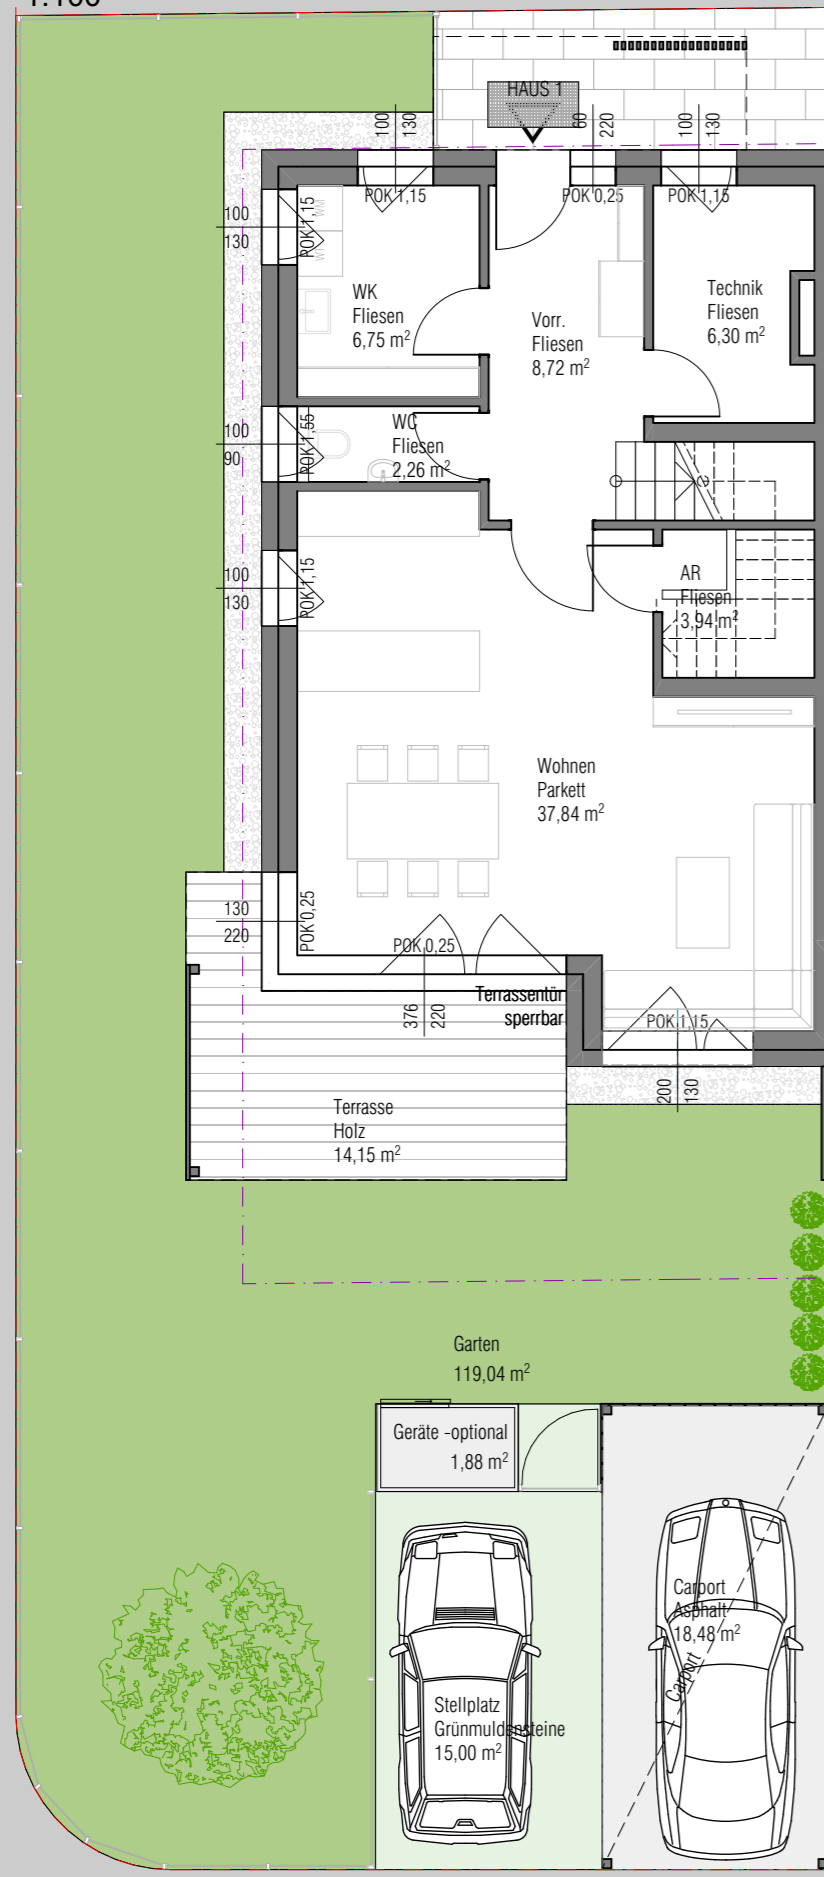 1:100
HAUS 1
100
130
60
220
100
130
POK 1,15
POK 0,25
POK 1,15
100
130
POK 1,15
WM
WK
Fliesen
6,75 m²
Vorr.
Fliesen
8,72 m²
Technik
Fliesen
6,30 m²
100
90
POK 1,55
WC
Fliesen
2,26 m²
100
130
POK 1,15
AR
Fliesen
3,94 m²
Wohnen
Parkett
37,84 m²
130
220
POK 0,25
POK 0,25
376
220
Terrassentür
sperrbar
POK 1,15
200
130
Terrasse
Holz
14,15 m²
Garten
119,04 m²
Geräte -optional
1,88 m²
Carport
Asphalt
18,48 m²
Carport
Stellplatz
Grünmuldensteine
15,00 m²